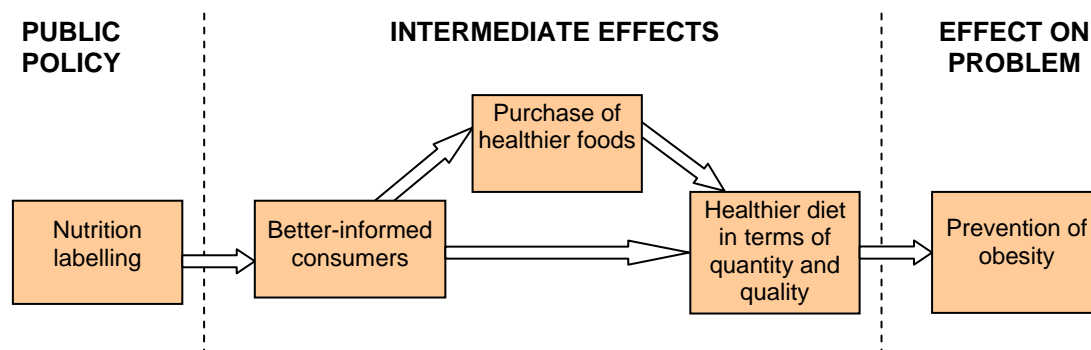 PUBLIC
POLICY
INTERMEDIATE EFFECTS
EFFECT ON
PROBLEM
Purchase of
healthier foods
Nutrition
labelling
Better-informed
consumers
Healthier diet
in terms of
quantity and
quality
Prevention of
obesity